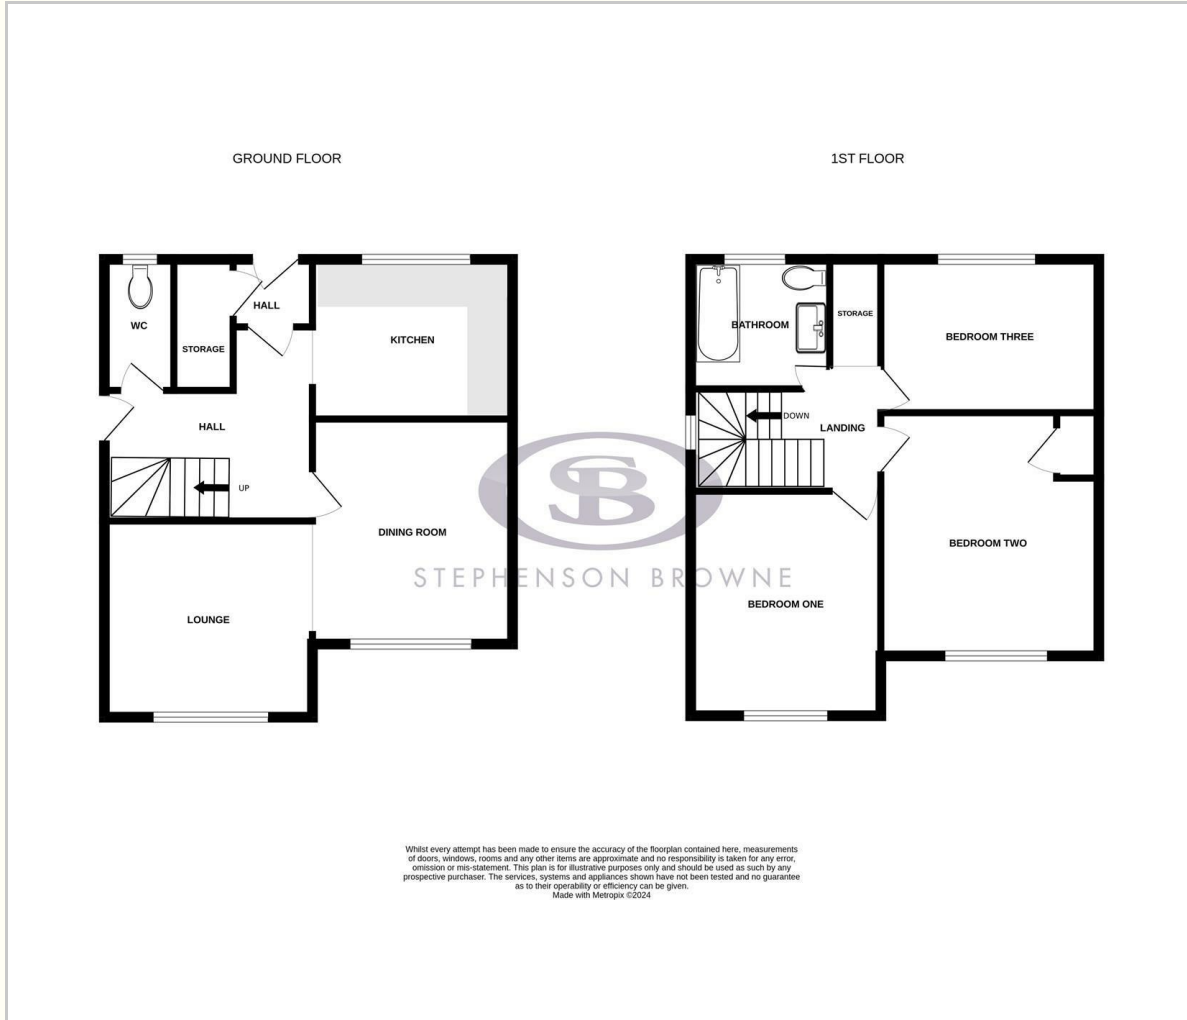 GROUND FLOOR
WC
STORAGE
HALL
KITCHEN
HALL
UP
DINING ROOM
LOUNGE
1ST FLOOR
BATHROOM
STORAGE
BEDROOM THREE
DOWN
LANDING
BEDROOM TWO
BEDROOM ONE
SB
STEPHENSON BROWNE
Whilst every attempt has been made to ensure the accuracy of the floorplan contained here, measurements
of doors, windows, rooms and any other items are approximate and no responsibility is taken for any error,
omission or mis-statement. This plan is for illustrative purposes only and should be used as such by any
prospective purchaser. The services, systems and appliances shown have not been tested and no guarantee
as to their operability or efficiency can be given.
Made with Metropix ©2024